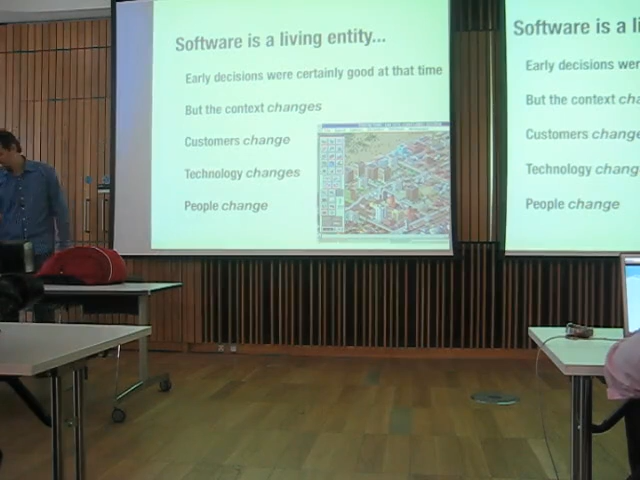 Software is a living entity...
Early decisions were certainly good at that time
But the context changes
Customers change
Technology changes
People change
Software is a li
Early decisions wer
But the context cha
Customers change
Technology chang
People change